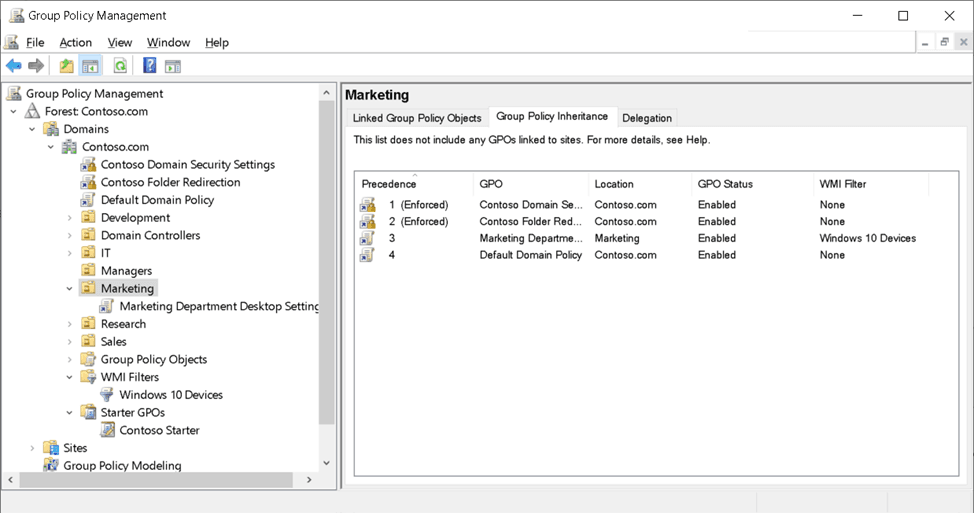 Group Policy Management
File Action View Window Help
Group Policy Management
Forest: Contoso.com
Domains
Contoso.com
Contoso Domain Security Settings
Contoso Folder Redirection
Default Domain Policy
Development
Domain Controllers
IT
Managers
Marketing
Marketing Department Desktop Setting
Research
Sales
Group Policy Objects
WMI Filters
Windows 10 Devices
Starter GPOs
Contoso Starter
Sites
Group Policy Modeling
Marketing
Linked Group Policy Objects Group Policy Inheritance Delegation
This list does not include any GPOs linked to sites. For more details, see Help.
Precedence GPO Location GPO Status WMI Filter
1 (Enforced) Contoso Domain Se... Contoso.com Enabled None
2 (Enforced) Contoso Folder Red... Contoso.com Enabled None
3 Marketing Departme... Marketing Enabled Windows 10 Devices
4 Default Domain Policy Contoso.com Enabled None